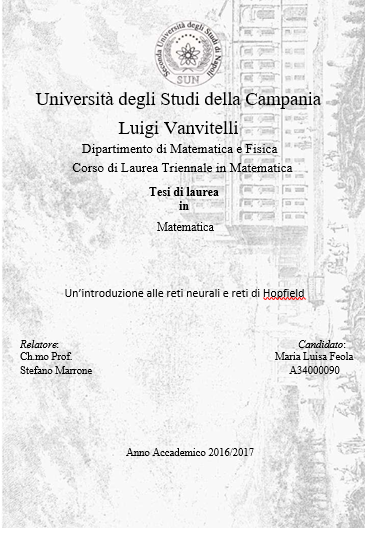 Seconda Università degli Studi di Napoli
SUN
Università degli Studi della Campania
Luigi Vanvitelli
Dipartimento di Matematica e Fisica
Corso di Laurea Triennale in Matematica
Tesi di laurea
in
Matematica
Un'introduzione alle reti neurali e reti di Hopfield
Relatore: Candidato:
Ch.mo Prof. Maria Luisa Feola
Stefano Marrone A34000090
Anno Accademico 2016/2017